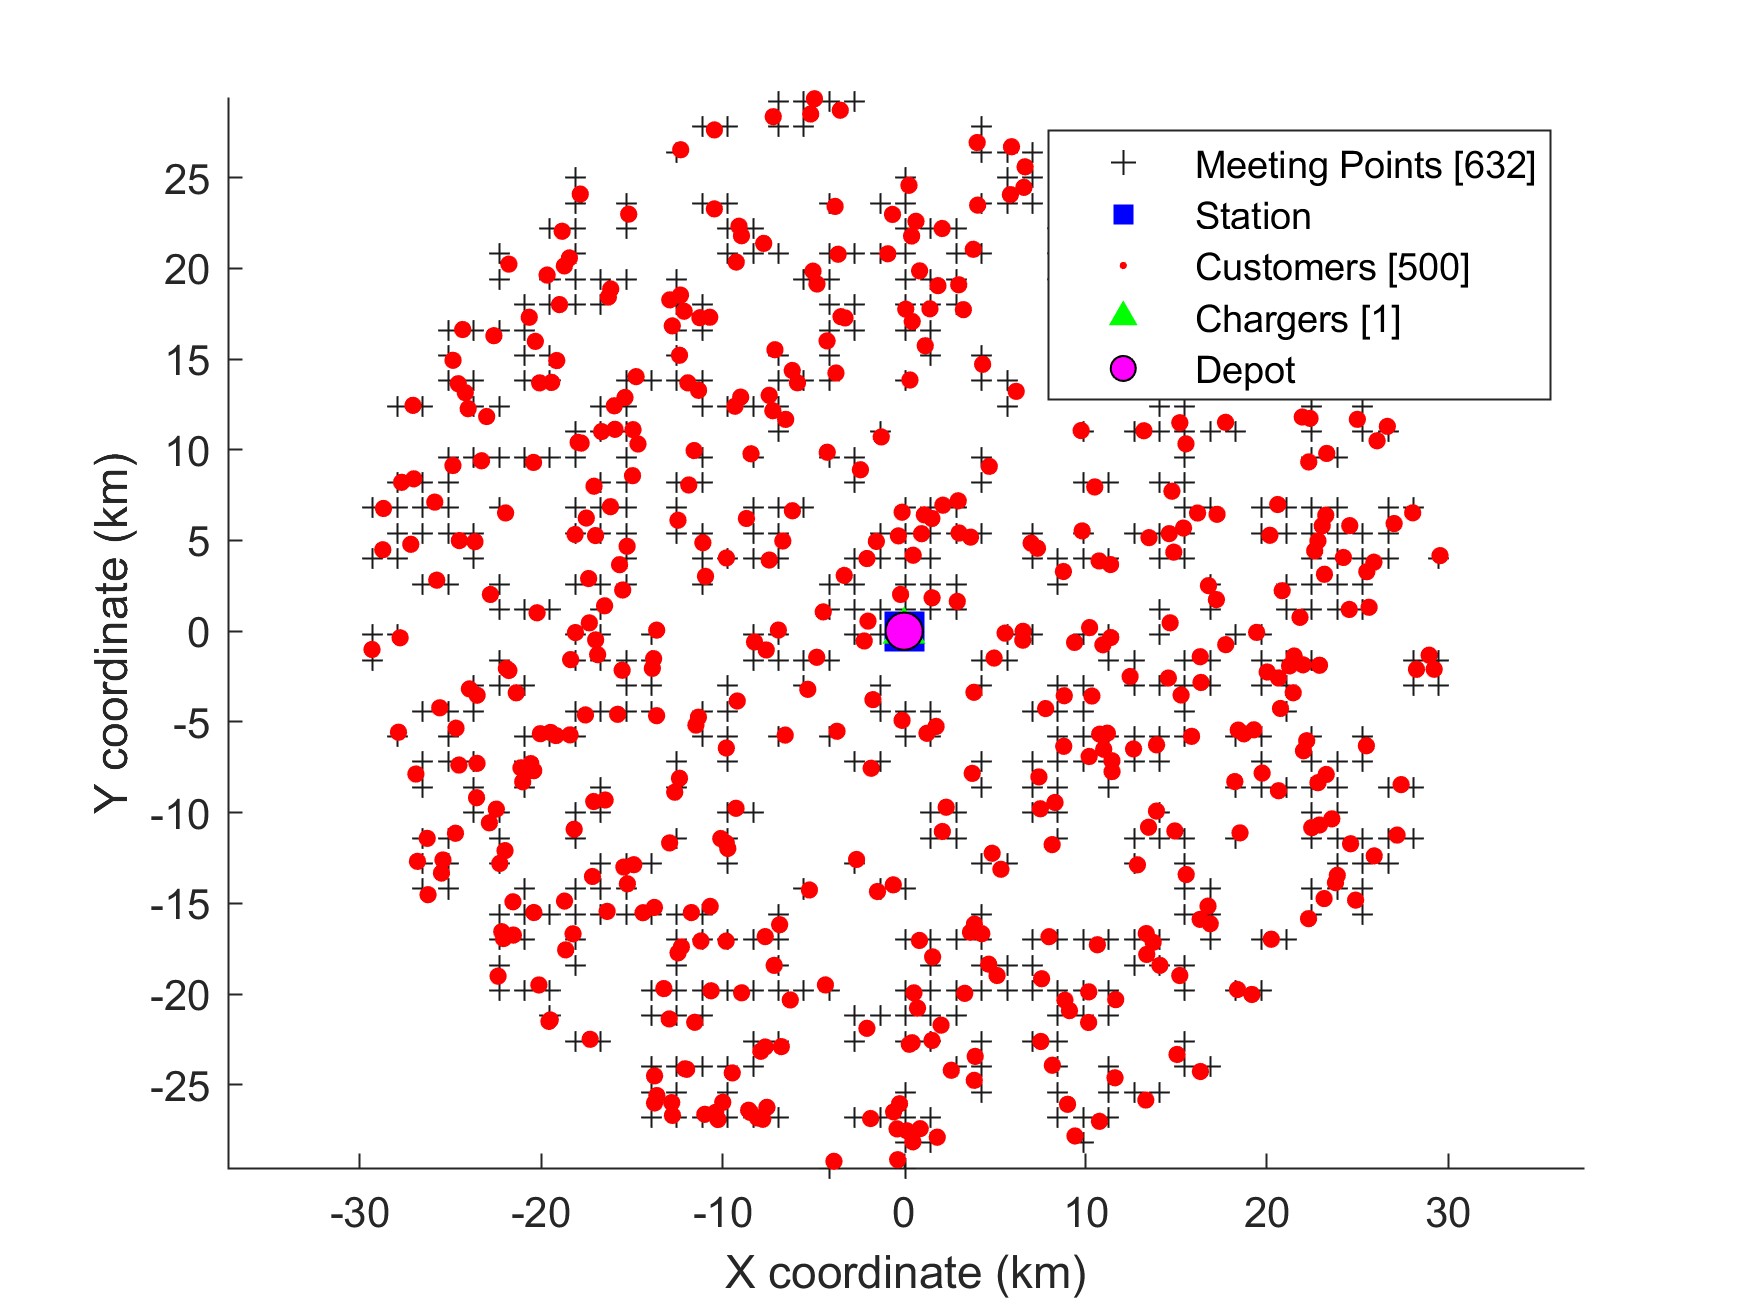 Meeting Points [632]
Station
Customers [500]
Chargers [1]
Depot
25
20
15
10
5
0
-5
-10
-15
-20
-25
Y coordinate (km)
-30 -20 -10 0 10 20 30
X coordinate (km)